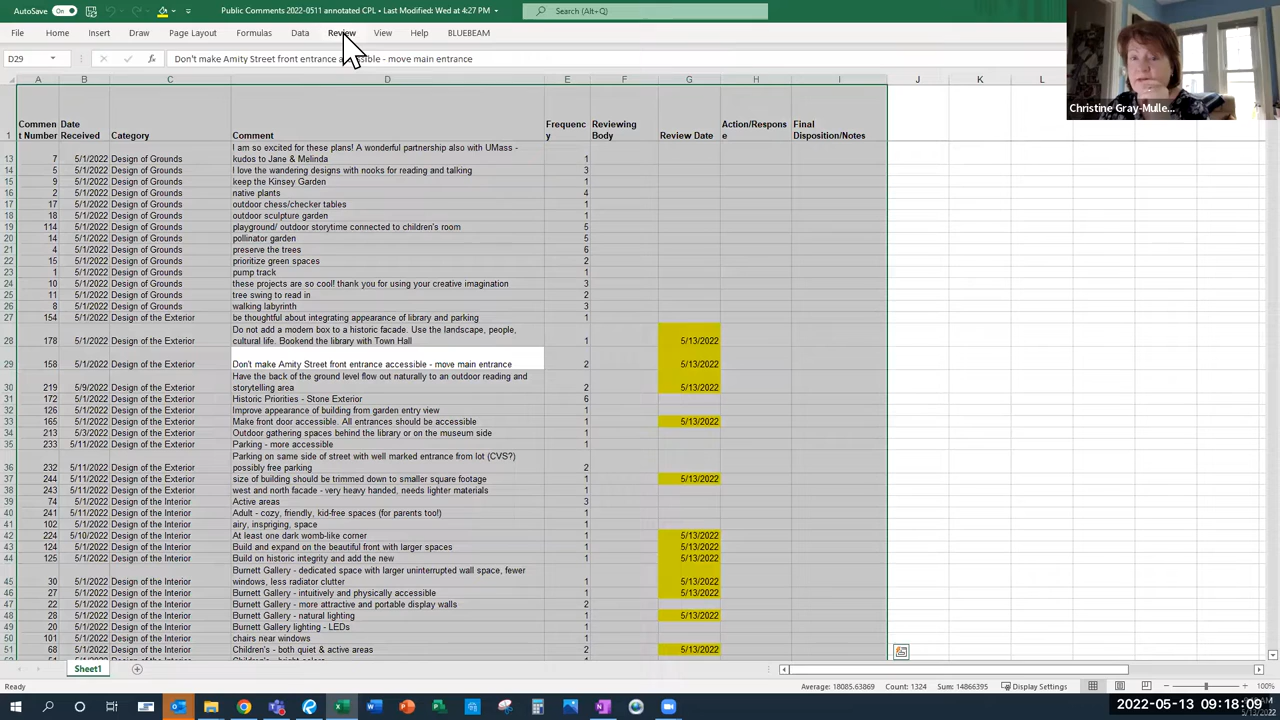 AutoSave On
Public Comments 2022-0511 annotated CPL • Last Modified: Wed at 4:27 PM
Search (Alt+Q)
File Home Insert Draw Page Layout Formulas Data Review View Help BLUEBEAM
D29 Don't make Amity Street front entrance accessible - move main entrance
Christine Gray-Mulle...
A B C D E F G H I J K L
Commen Date Frequenc Reviewing Action/Respons Final
1 t Number Received Category Comment y Body Review Date e Disposition/Notes
I am so excited for these plans! A wonderful partnership also with UMass -
13 7 5/1/2022 Design of Grounds kudos to Jane & Melinda 1
14 5 5/1/2022 Design of Grounds I love the wandering designs with nooks for reading and talking 3
15 9 5/1/2022 Design of Grounds keep the Kinsey Garden 1
16 2 5/1/2022 Design of Grounds native plants 4
17 17 5/1/2022 Design of Grounds outdoor chess/checker tables 1
18 18 5/1/2022 Design of Grounds outdoor sculpture garden 1
19 114 5/1/2022 Design of Grounds playground/ outdoor storytime connected to children's room 5
20 14 5/1/2022 Design of Grounds pollinator garden 5
21 4 5/1/2022 Design of Grounds preserve the trees 6
22 15 5/1/2022 Design of Grounds prioritize green spaces 2
23 1 5/1/2022 Design of Grounds pump track 1
24 10 5/1/2022 Design of Grounds these projects are so cool! thank you for using your creative imagination 3
25 11 5/1/2022 Design of Grounds tree swing to read in 2
26 8 5/1/2022 Design of Grounds walking labyrinth 3
27 154 5/1/2022 Design of the Exterior be thoughtful about integrating appearance of library and parking 1
Do not add a modern box to a historic facade. Use the landscape, people,
28 178 5/1/2022 Design of the Exterior cultural life. Bookend the library with Town Hall 1 5/13/2022
29 158 5/1/2022 Design of the Exterior Don't make Amity Street front entrance accessible - move main entrance 2 5/13/2022
Have the back of the ground level flow out naturally to an outdoor reading and
30 219 5/9/2022 Design of the Exterior storytelling area 2 5/13/2022
31 172 5/1/2022 Design of the Exterior Historic Priorities - Stone Exterior 6
32 126 5/1/2022 Design of the Exterior Improve appearance of building from garden entry view 1
33 165 5/1/2022 Design of the Exterior Make front door accessible. All entrances should be accessible 1 5/13/2022
34 213 5/3/2022 Design of the Exterior Outdoor gathering spaces behind the library or on the museum side 1
35 233 5/11/2022 Design of the Exterior Parking - more accessible 1
Parking on same side of street with well marked entrance from lot (CVS?)
36 232 5/11/2022 Design of the Exterior possibly free parking 2
37 244 5/11/2022 Design of the Exterior size of building should be trimmed down to smaller square footage 1 5/13/2022
38 243 5/11/2022 Design of the Exterior west and north facade - very heavy handed, needs lighter materials 1
39 74 5/1/2022 Design of the Interior Active areas 3
40 241 5/11/2022 Design of the Interior Adult - cozy, friendly, kid-free spaces (for parents too!) 1
41 102 5/1/2022 Design of the Interior airy, inspriging, space 1
42 224 5/10/2022 Design of the Interior At least one dark womb-like corner 1 5/13/2022
43 124 5/1/2022 Design of the Interior Build and expand on the beautiful front with larger spaces 1 5/13/2022
44 125 5/1/2022 Design of the Interior Build on historic integrity and add the new 1 5/13/2022
Burnett Gallery - dedicated space with larger uninterrupted wall space, fewer
45 30 5/1/2022 Design of the Interior windows, less radiator clutter 1 5/13/2022
46 27 5/1/2022 Design of the Interior Burnett Gallery - intuitively and physically accessible 1 5/13/2022
47 22 5/1/2022 Design of the Interior Burnett Gallery - more attractive and portable display walls 2
48 28 5/1/2022 Design of the Interior Burnett Gallery - natural lighting 1 5/13/2022
49 20 5/1/2022 Design of the Interior Burnett Gallery lighting - LEDs 1
50 101 5/1/2022 Design of the Interior chairs near windows 1
51 68 5/1/2022 Design of the Interior Children's - both quiet & active areas 2 5/13/2022
Sheet1
Ready Average: 18085.63869 Count: 1324 Sum: 14866395 Display Settings 100%
2022-05-13 09:18:09